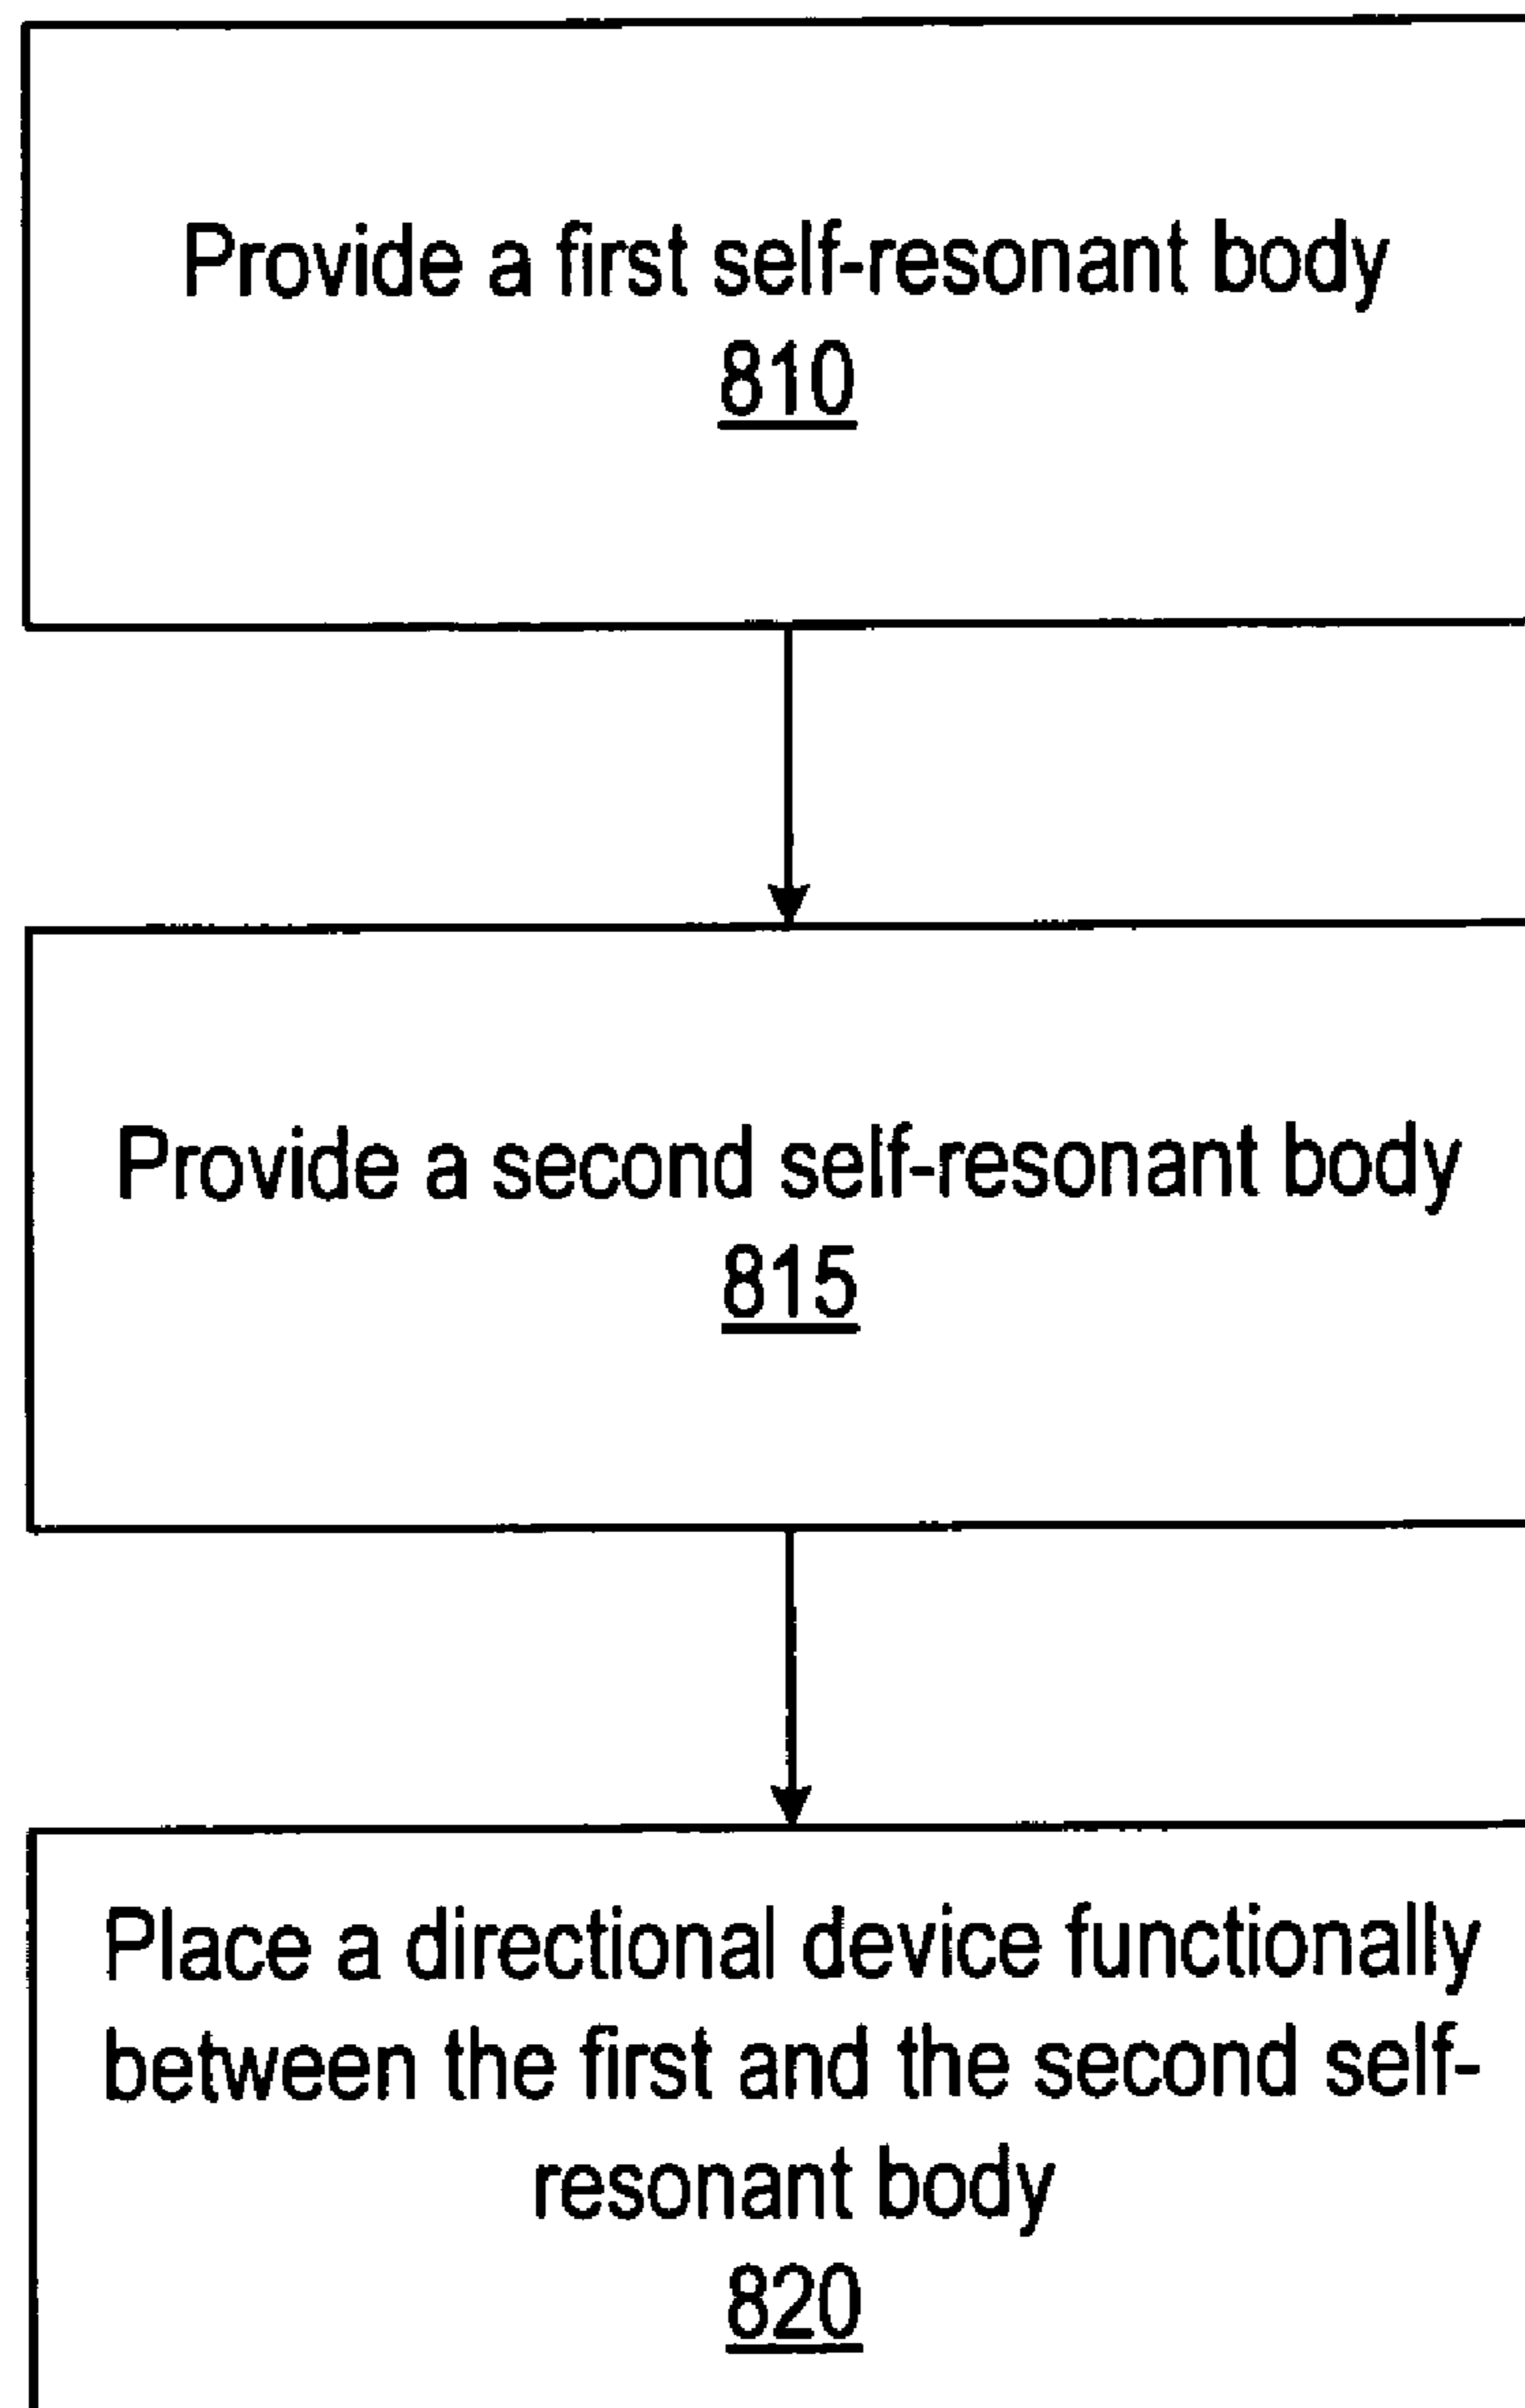 Provide a first self-resonant body
810
Provide a second self-resonant body
815
Place a directional device functionally
between the first and the second self-
resonant body
820